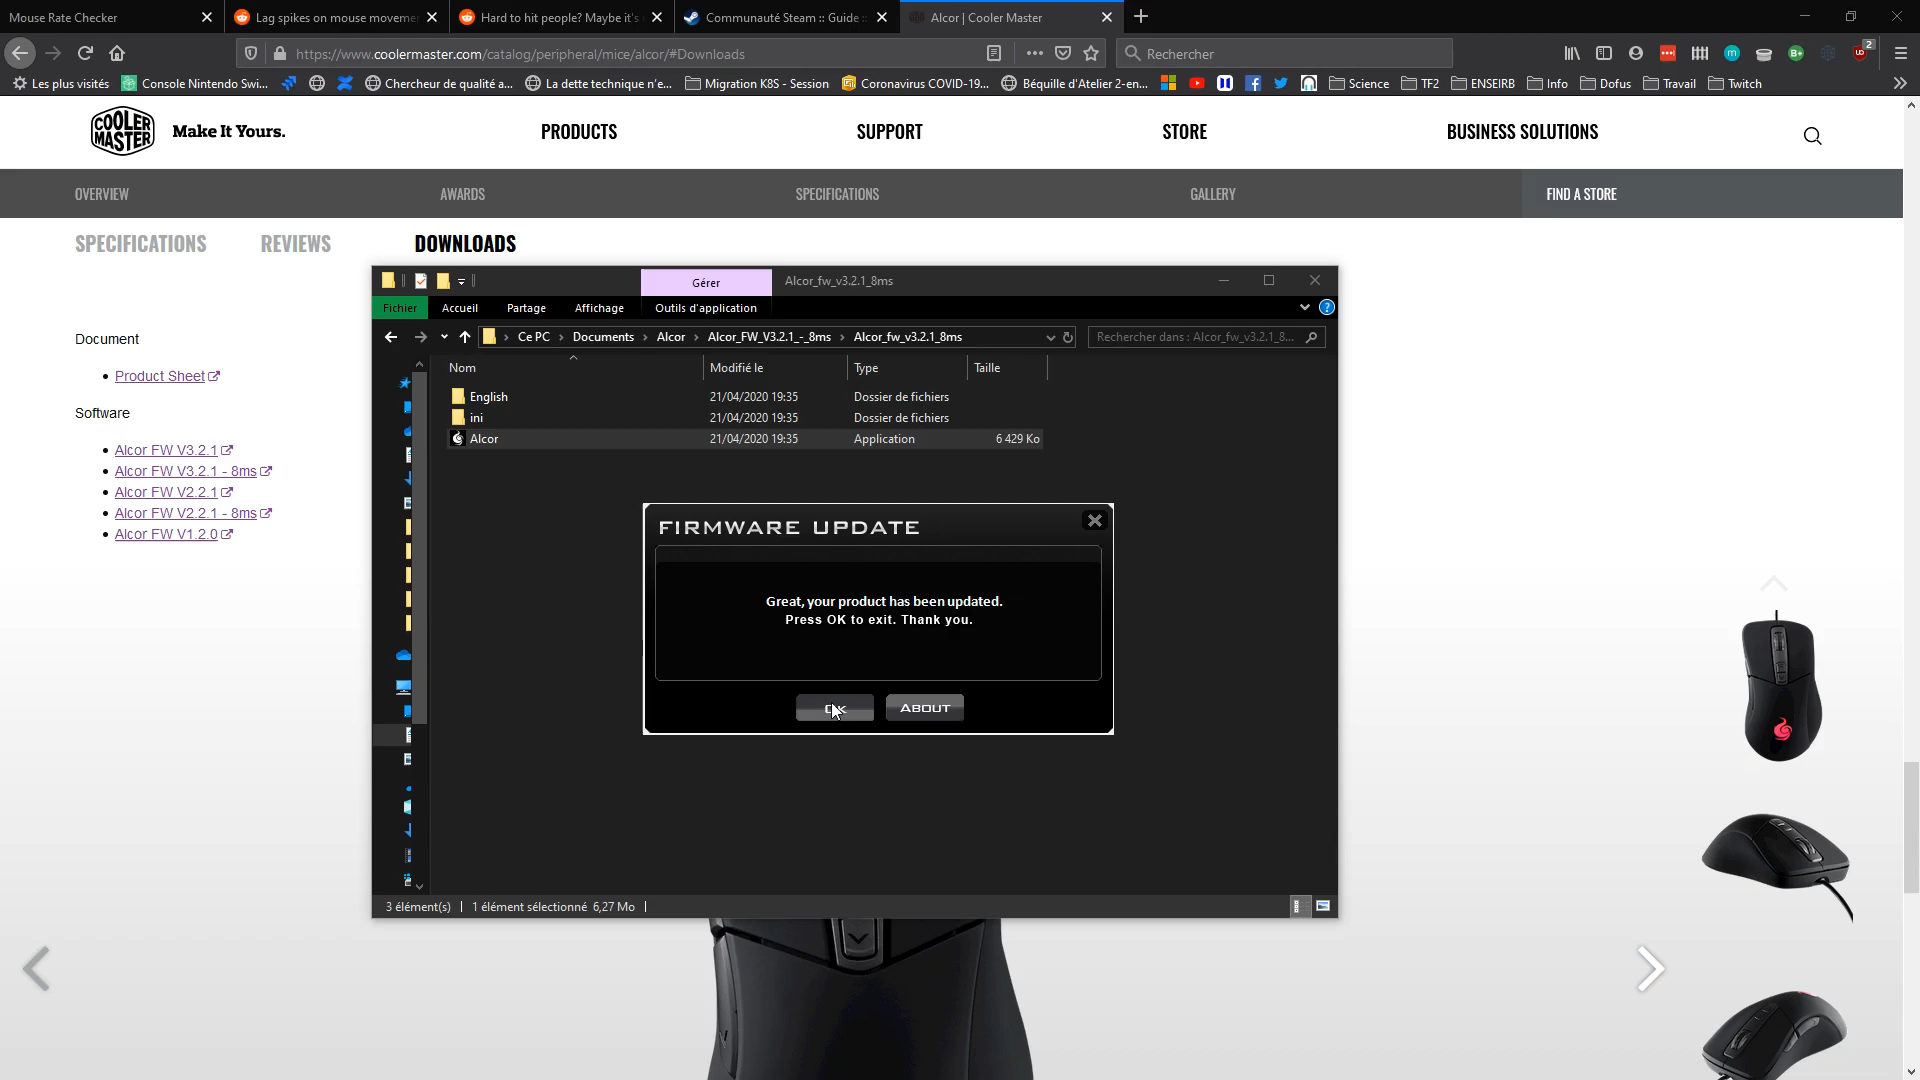 Mouse Rate Checker
Lag spikes on mouse moveme
Hard to hit people? Maybe it's
Communauté Steam :: Guide :
Alcor | Cooler Master
https://www.coolermaster.com/catalog/peripheral/mice/alcor/#Downloads
Rechercher
2
Les plus visités
Console Nintendo Swi...
Chercheur de qualité a...
La dette technique n'e...
Migration K8S - Session
Coronavirus COVID-19...
Béquille d'Atelier 2-en...
Science
TF2
ENSEIRB
Info
Dofus
Travail
Twitch
COOLER
MASTER
Make It Yours.
PRODUCTS
SUPPORT
STORE
BUSINESS SOLUTIONS
OVERVIEW
AWARDS
SPECIFICATIONS
GALLERY
FIND A STORE
SPECIFICATIONS
REVIEWS
DOWNLOADS
Document
Product Sheet
Software
Alcor FW V3.2.1
Alcor FW V3.2.1 - 8ms
Alcor FW V2.2.1
Alcor FW V2.2.1 - 8ms
Alcor FW V1.2.0
Gérer
Alcor_fw_v3.2.1_8ms
Fichier
Accueil
Partage
Affichage
Outils d'application
Ce PC > Documents > Alcor > Alcor_FW_V3.2.1_-_8ms > Alcor_fw_v3.2.1_8ms
Rechercher dans : Alcor_fw_v3.2.1_8...
Nom
Modifié le
Type
Taille
English 21/04/2020 19:35 Dossier de fichiers
ini 21/04/2020 19:35 Dossier de fichiers
Alcor 21/04/2020 19:35 Application 6 429 Ko
FIRMWARE UPDATE
Great, your product has been updated.
Press OK to exit. Thank you.
OK
ABOUT
3 élément(s)
1 élément sélectionné 6,27 Mo